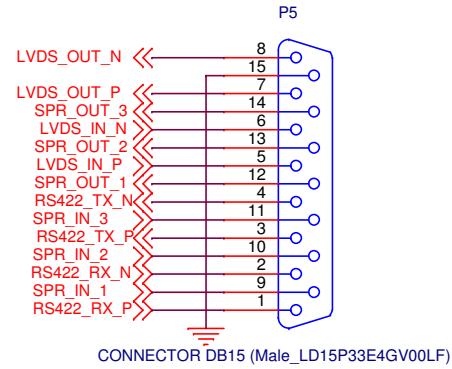 P5
LVDS_OUT_N 8
15
LVDS_OUT_P 7
SPR_OUT_3 14
LVDS_IN_N 6
SPR_OUT_2 13
LVDS_IN_P 5
SPR_OUT_1 12
RS422_TX_N 4
SPR_IN_3 11
RS422_TX_P 3
SPR_IN_2 10
RS422_RX_N 2
SPR_IN_1 9
RS422_RX_P 1
CONNECTOR DB15 (Male_LD15P33E4GV00LF)